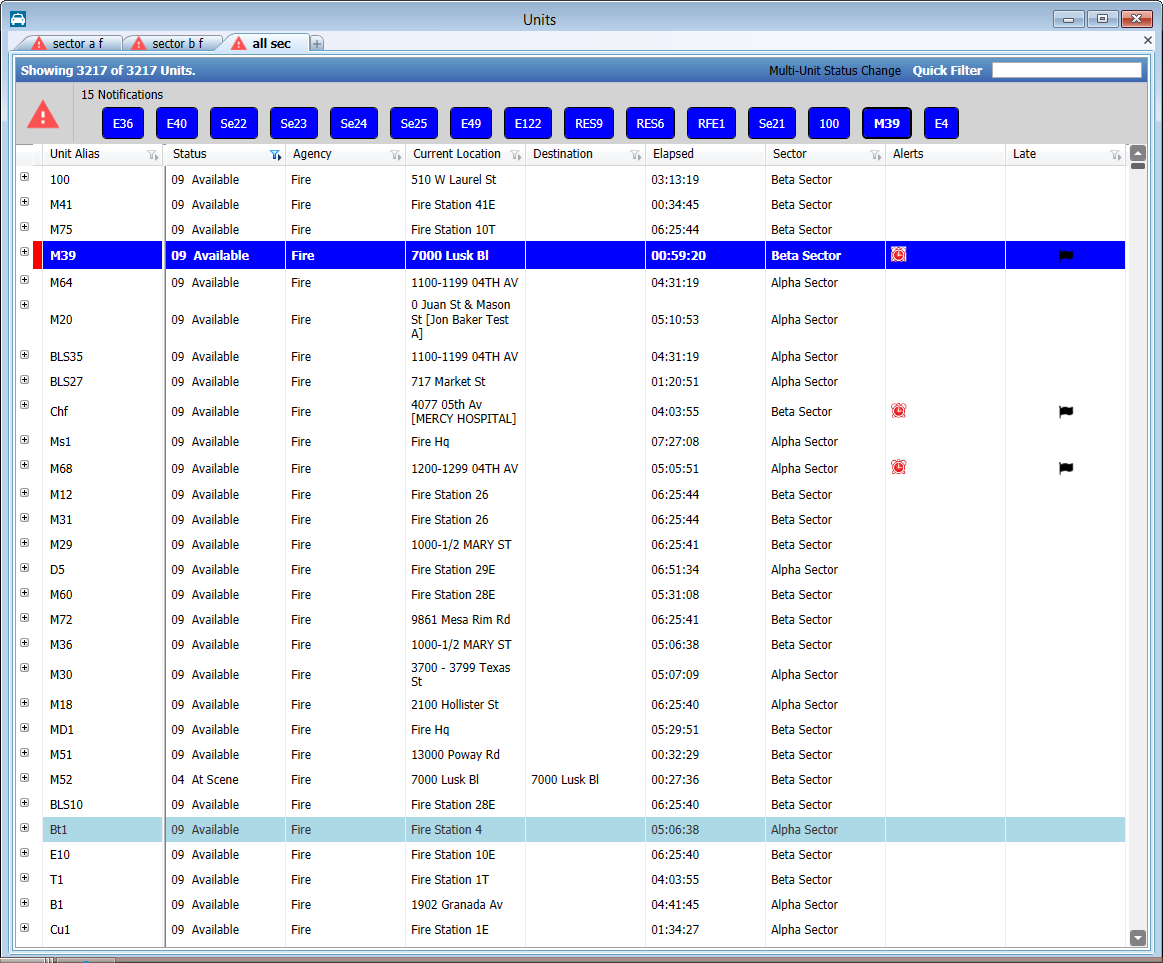 Units
sector a f sector b f all sec
Showing 3217 of 3217 Units. Multi-Unit Status Change Quick Filter
15 Notifications
E36 E40 Se22 Se23 Se24 Se25 E49 E122 RES9 RES6 RFE1 Se21 100 M39 E4
Unit Alias Status Agency Current Location Destination Elapsed Sector Alerts Late
100 09 Available Fire 510 W Laurel St 03:13:19 Beta Sector
M41 09 Available Fire Fire Station 41E 00:34:45 Beta Sector
M75 09 Available Fire Fire Station 10T 06:25:44 Beta Sector
M39 09 Available Fire 7000 Lusk Bl 00:59:20 Beta Sector
M64 09 Available Fire 1100-1199 04TH AV 04:31:19 Alpha Sector
0 Juan St & Mason
M20 09 Available Fire St [Jon Baker Test 05:10:53 Alpha Sector
A]
BLS35 09 Available Fire 1100-1199 04TH AV 04:31:19 Alpha Sector
BLS27 09 Available Fire 717 Market St 01:20:51 Alpha Sector
Chf 09 Available Fire 4077 05th Av 04:03:55 Beta Sector
[MERCY HOSPITAL]
Ms1 09 Available Fire Fire Hq 07:27:08 Alpha Sector
M68 09 Available Fire 1200-1299 04TH AV 05:05:51 Alpha Sector
M12 09 Available Fire Fire Station 26 06:25:44 Beta Sector
M31 09 Available Fire Fire Station 26 06:25:44 Beta Sector
M29 09 Available Fire 1000-1/2 MARY ST 06:25:41 Beta Sector
D5 09 Available Fire Fire Station 29E 06:51:34 Alpha Sector
M60 09 Available Fire Fire Station 28E 05:31:08 Beta Sector
M72 09 Available Fire 9861 Mesa Rim Rd 06:25:41 Beta Sector
M36 09 Available Fire 1000-1/2 MARY ST 05:06:38 Beta Sector
M30 09 Available Fire 3700 - 3799 Texas 05:07:09 Alpha Sector
St
M18 09 Available Fire 2100 Hollister St 06:25:40 Alpha Sector
MD1 09 Available Fire Fire Hq 05:29:51 Beta Sector
M51 09 Available Fire 13000 Poway Rd 00:32:29 Beta Sector
M52 04 At Scene Fire 7000 Lusk Bl 7000 Lusk Bl 00:27:36 Beta Sector
BLS10 09 Available Fire Fire Station 28E 06:25:40 Beta Sector
Bt1 09 Available Fire Fire Station 4 05:06:38 Alpha Sector
E10 09 Available Fire Fire Station 10E 06:25:40 Beta Sector
T1 09 Available Fire Fire Station 1T 04:03:55 Beta Sector
B1 09 Available Fire 1902 Granada Av 04:41:45 Alpha Sector
Cu1 09 Available Fire Fire Station 1E 01:34:27 Alpha Sector